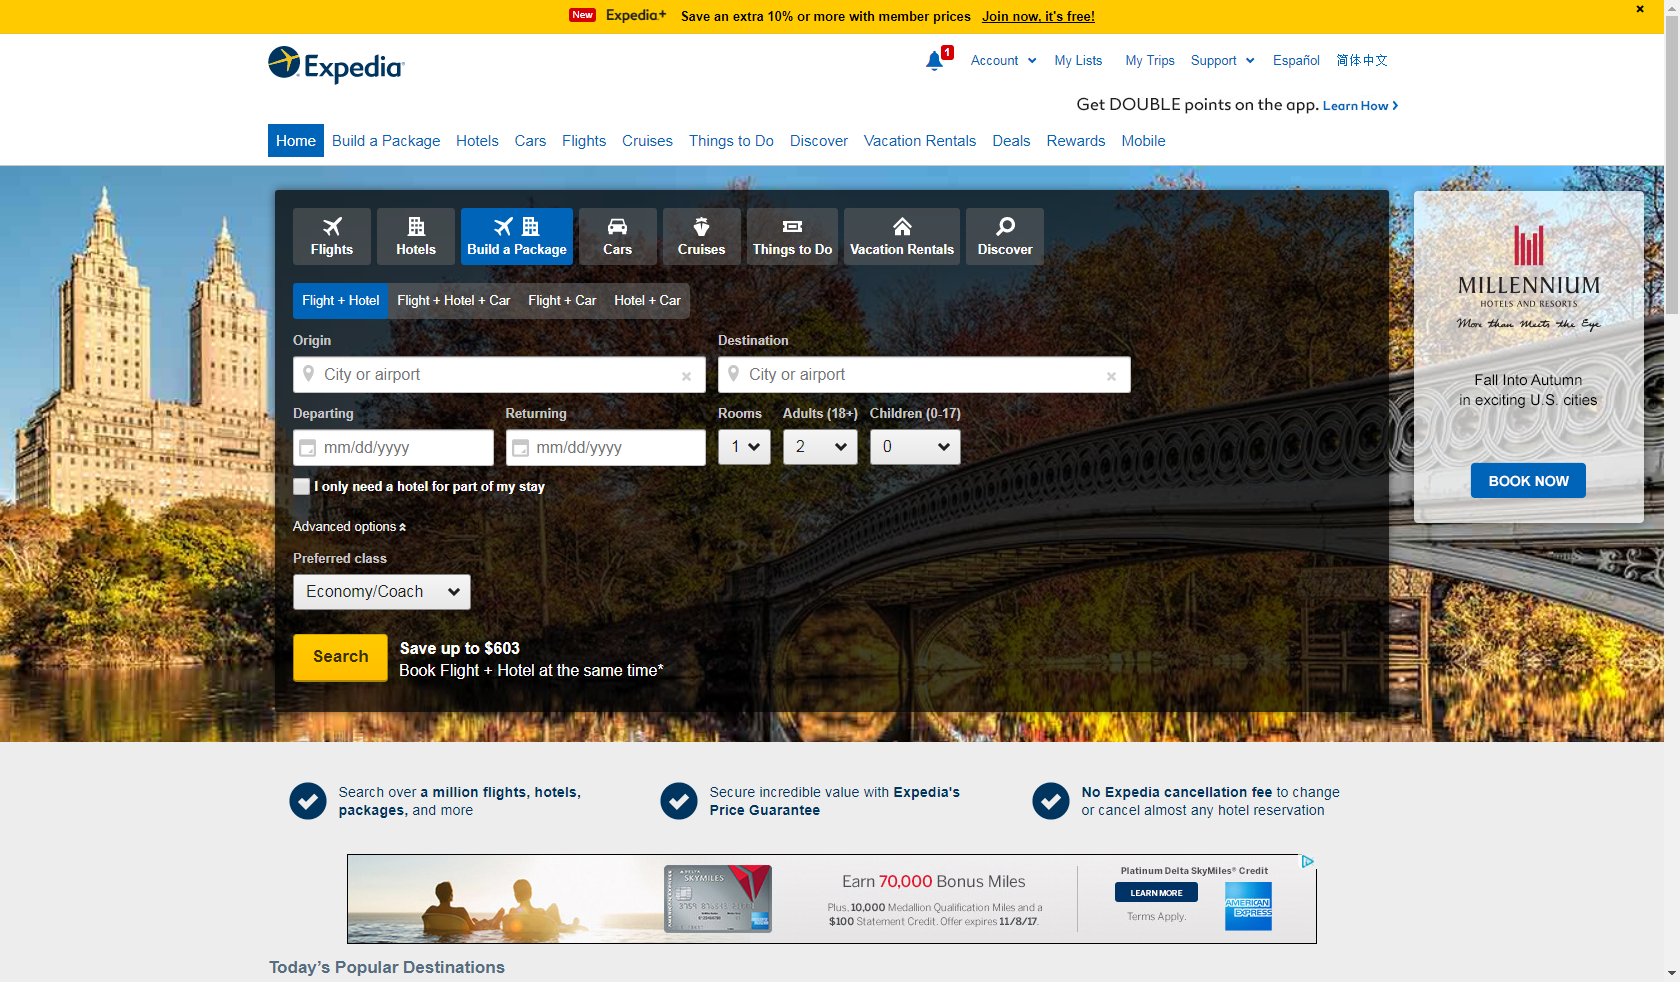 New Expedia+ Save an extra 10% or more with member prices Join now, it's free!
Expedia
1
Account
My Lists
My Trips
Support
Español
简体中文
Get DOUBLE points on the app. Learn How
Home
Build a Package
Hotels
Cars
Flights
Cruises
Things to Do
Discover
Vacation Rentals
Deals
Rewards
Mobile
Flights
Hotels
Build a Package
Cars
Cruises
Things to Do
Vacation Rentals
Discover
Flight + Hotel
Flight + Hotel + Car
Flight + Car
Hotel + Car
Origin
Destination
City or airport
City or airport
Departing
Returning
Rooms
Adults (18+)
Children (0-17)
mm/dd/yyyy
mm/dd/yyyy
1
2
0
I only need a hotel for part of my stay
Advanced options
Preferred class
Economy/Coach
Search
Save up to $603
Book Flight + Hotel at the same time*
MILLENNIUM
HOTELS AND RESORTS
More than Meets the Eye
Fall Into Autumn
in exciting U.S. cities
BOOK NOW
Search over a million flights, hotels,
packages, and more
Secure incredible value with Expedia's
Price Guarantee
No Expedia cancellation fee to change
or cancel almost any hotel reservation
SKYMILES
Earn 70,000 Bonus Miles
Plus, 10,000 Medallion Qualification Miles and a
$100 Statement Credit. Offer expires 11/8/17.
Platinum Delta SkyMiles® Credit
LEARN MORE
Terms Apply.
AMERICAN
EXPRESS
Today's Popular Destinations